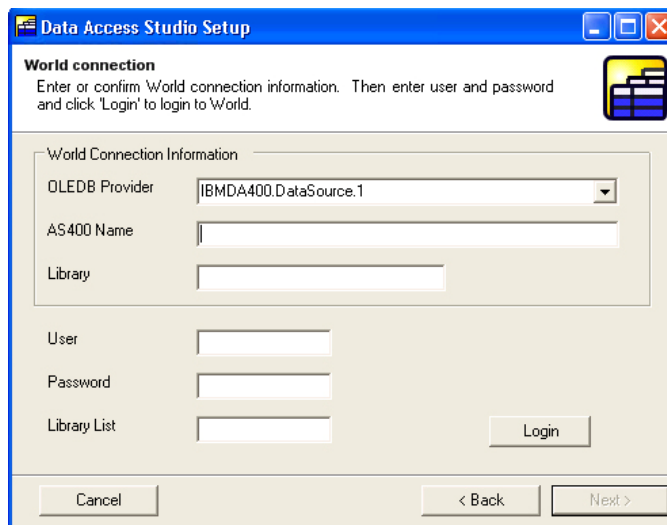 Data Access Studio Setup
World connection
Enter or confirm World connection information. Then enter user and password
and click 'Login' to login to World.
World Connection Information
OLEDB Provider
IBMDA400.DataSource.1
AS400 Name
Library
User
Password
Library List
Login
Cancel
< Back
Next >